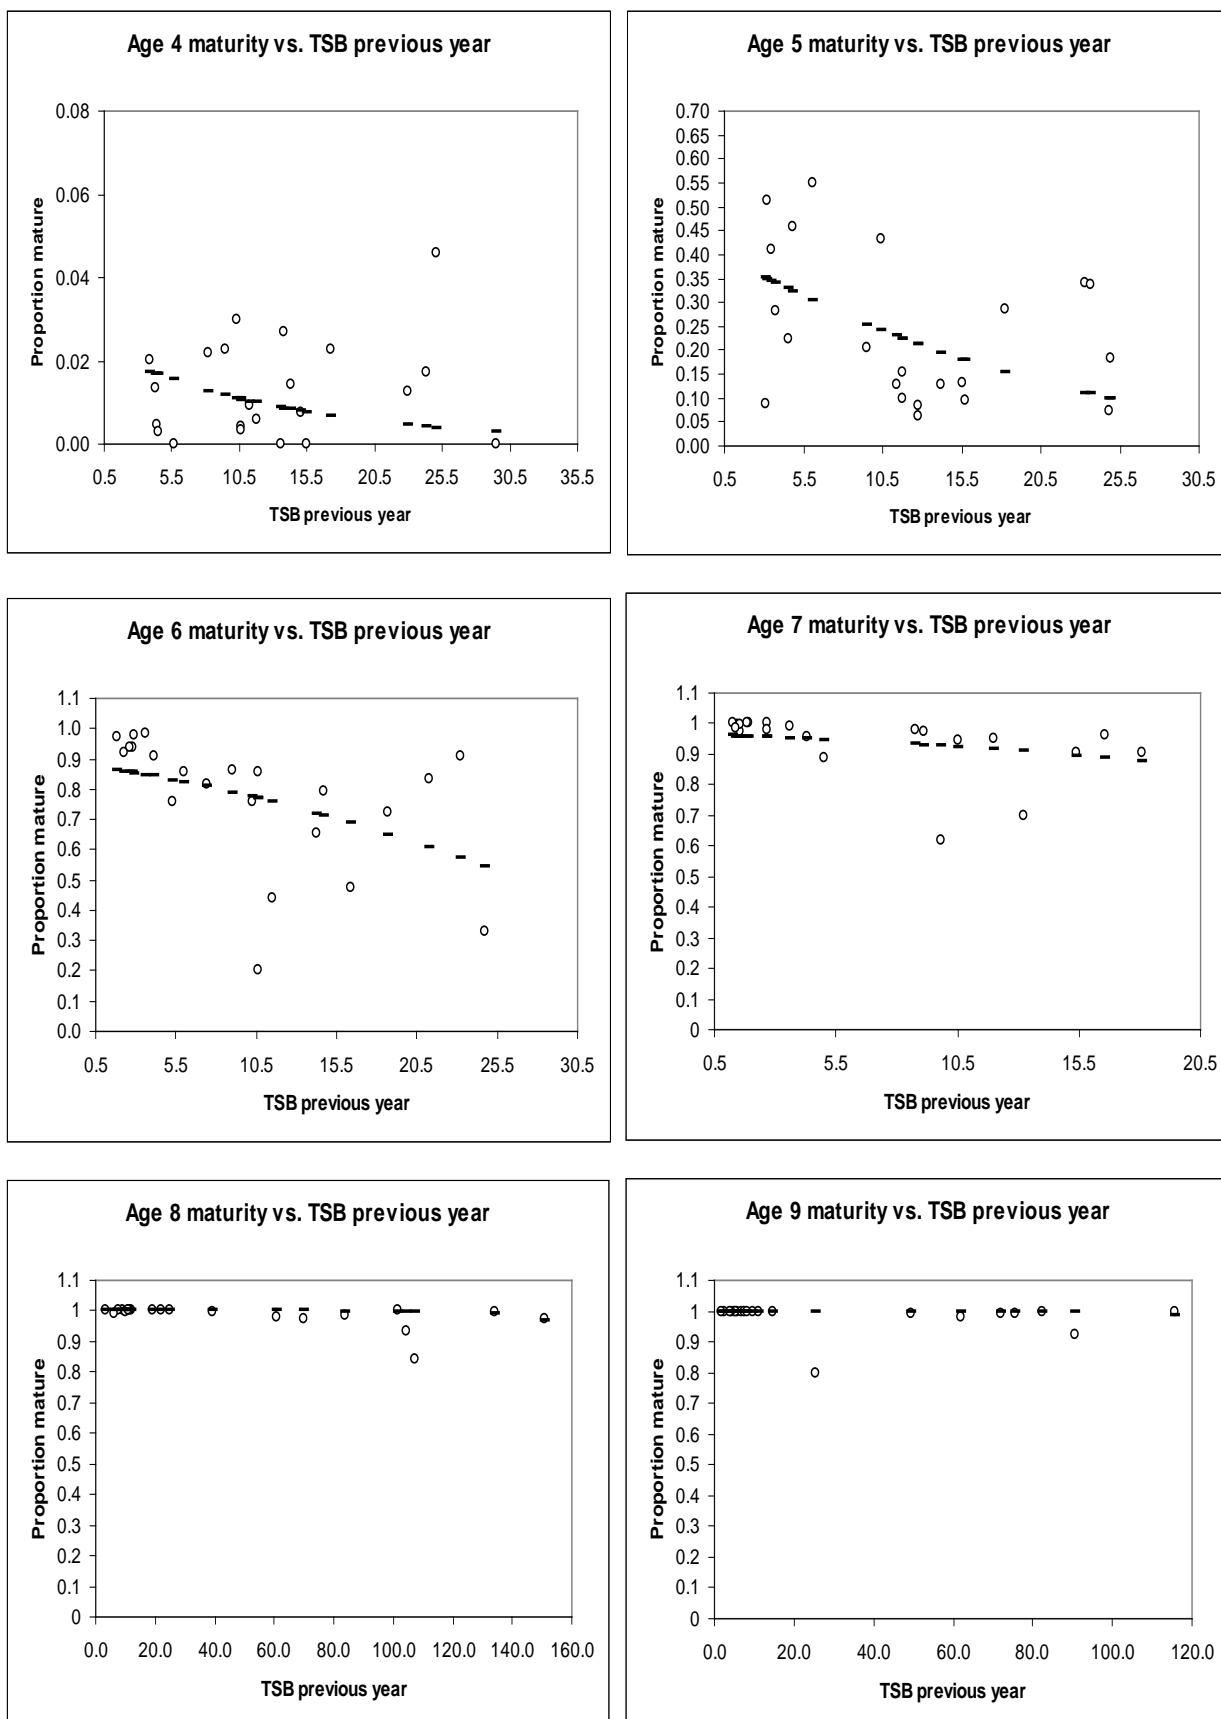 Age 4 maturity vs. TSB previous year
0.08
0.06
0.04
0.02
0.00
Proportion mature
0.5 5.5 10.5 15.5 20.5 25.5 30.5 35.5
TSB previous year
Age 5 maturity vs. TSB previous year
0.70
0.65
0.60
0.55
0.50
0.45
0.40
0.35
0.30
0.25
0.20
0.15
0.10
0.05
0.00
Proportion mature
0.5 5.5 10.5 15.5 20.5 25.5 30.5
TSB previous year
Age 6 maturity vs. TSB previous year
1.1
1.0
0.9
0.8
0.7
0.6
0.5
0.4
0.3
0.2
0.1
0.0
Proportion mature
0.5 5.5 10.5 15.5 20.5 25.5 30.5
TSB previous year
Age 7 maturity vs. TSB previous year
1.1
1
0.9
0.8
0.7
0.6
0.5
0.4
0.3
0.2
0.1
0
Proportion mature
0.5 5.5 10.5 15.5 20.5
TSB previous year
Age 8 maturity vs. TSB previous year
1.1
1
0.9
0.8
0.7
0.6
0.5
0.4
0.3
0.2
0.1
0
Proportion mature
0.0 20.0 40.0 60.0 80.0 100.0 120.0 140.0 160.0
TSB previous year
Age 9 maturity vs. TSB previous year
1.1
1
0.9
0.8
0.7
0.6
0.5
0.4
0.3
0.2
0.1
0
Proportion mature
0.0 20.0 40.0 60.0 80.0 100.0 120.0
TSB previous year